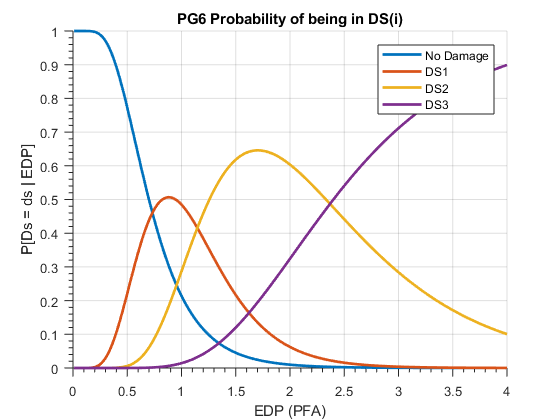 PG6 Probability of being in DS(i)
1
0.9
0.8
0.7
0.6
0.5
0.4
0.3
0.2
0.1
0
P[Ds = ds | EDP]
No Damage
DS1
DS2
DS3
0 0.5 1 1.5 2 2.5 3 3.5 4
EDP (PFA)